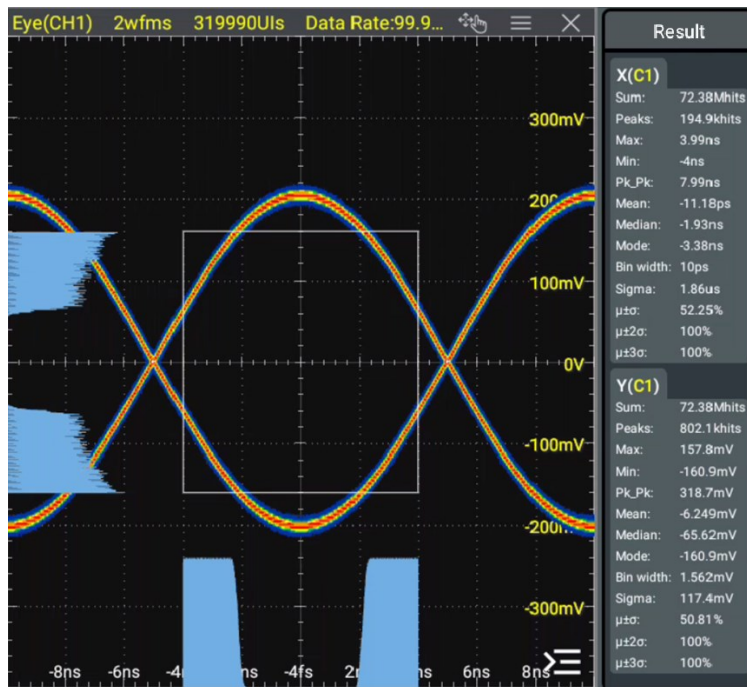 Eye(CH1) 2wfms 319990UIs Data Rate:99.9...
Result
X(C1)
Sum: 72.38Mhits
Peaks: 194.9khits
Max: 3.99ns
Min: -4ns
Pk_Pk: 7.99ns
Mean: -11.18ps
Median: -1.93ns
Mode: -3.38ns
Bin width: 10ps
Sigma: 1.86us
μ±σ: 52.25%
μ±2σ: 100%
μ±3σ: 100%
Y(C1)
Sum: 72.38Mhits
Peaks: 802.1khits
Max: 157.8mV
Min: -160.9mV
Pk_Pk: 318.7mV
Mean: -6.249mV
Median: -65.62mV
Mode: -160.9mV
Bin width: 1.562mV
Sigma: 117.4mV
μ±σ: 50.81%
μ±2σ: 100%
μ±3σ: 100%
300mV
100mV
0V
-100mV
-300mV
-8ns -6ns -4fs 6ns 8ns